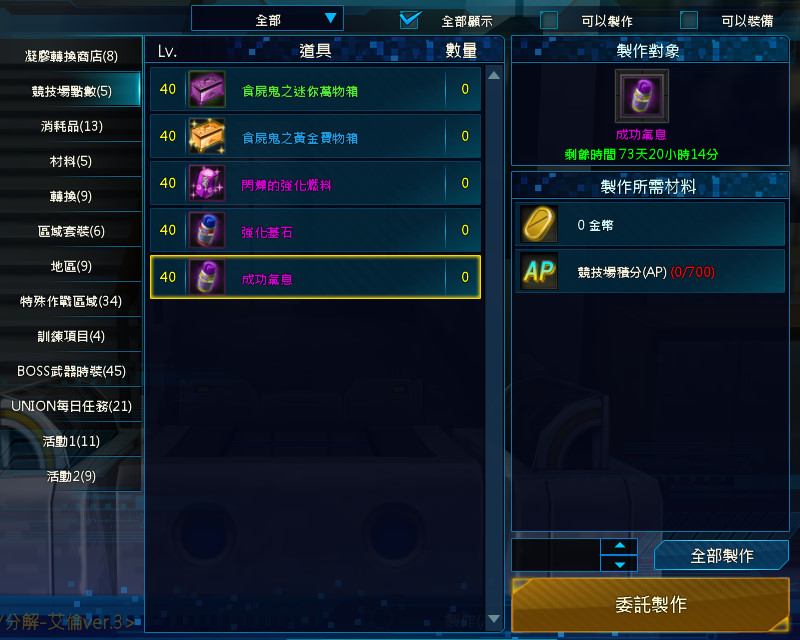 全部
全部顯示
可以製作
可以裝備
凝膠轉換商店(8)
競技場點數(5)
消耗品(13)
材料(5)
轉換(9)
區域套裝(6)
地區(9)
特殊作戰區域(34)
訓練項目(4)
BOSS武器時裝(45)
UNION每日任務(21)
活動1(11)
活動2(9)
Lv. 道具 數量
40 食屍鬼之迷你萬物箱 0
40 食屍鬼之黃金寶物箱 0
40 閃爍的強化燃料 0
40 強化基石 0
40 成功氣息 0
製作對象
成功氣息
剩餘時間 73天20小時14分
製作所需材料
0 金幣
AP
競技場積分(AP) (0/700)
全部製作
委託製作
/分解-艾倫ver.3>
製作(